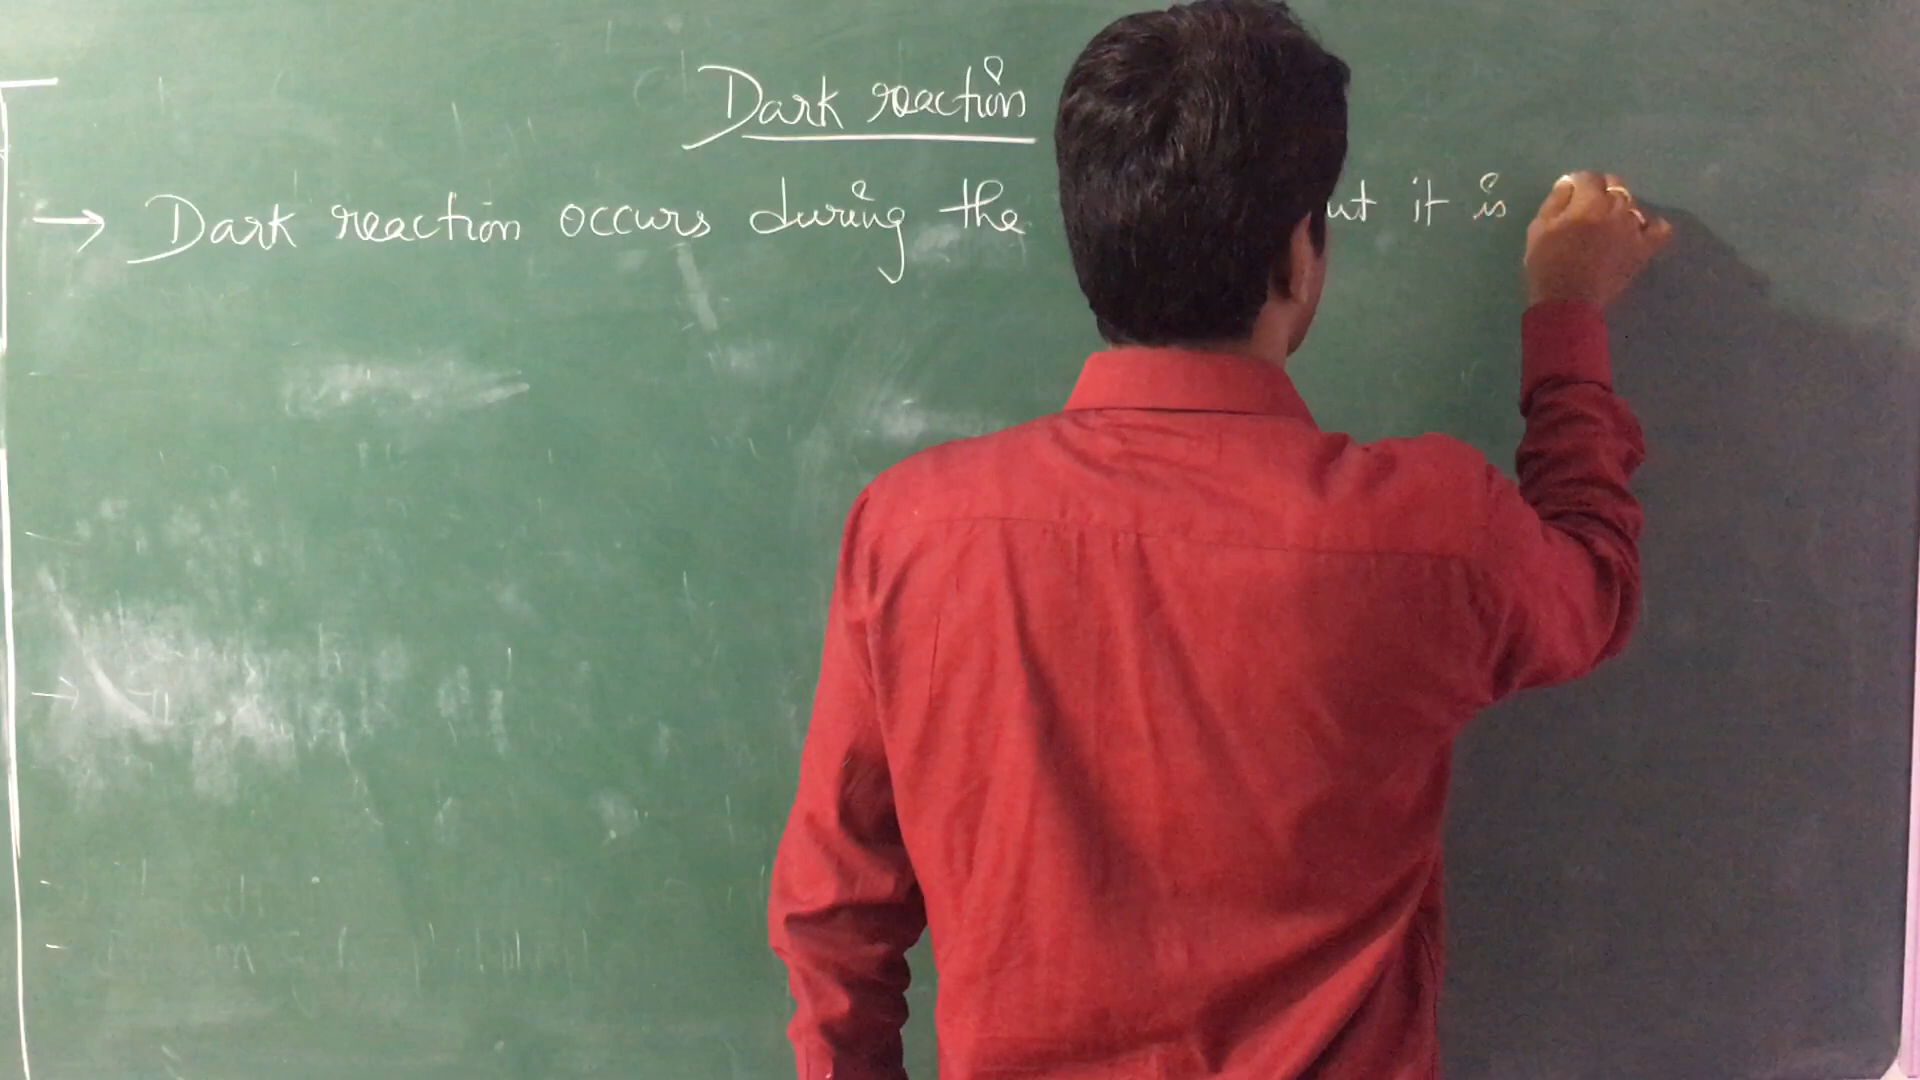 Dark reaction
→ Dark reaction occurs during the ut it is